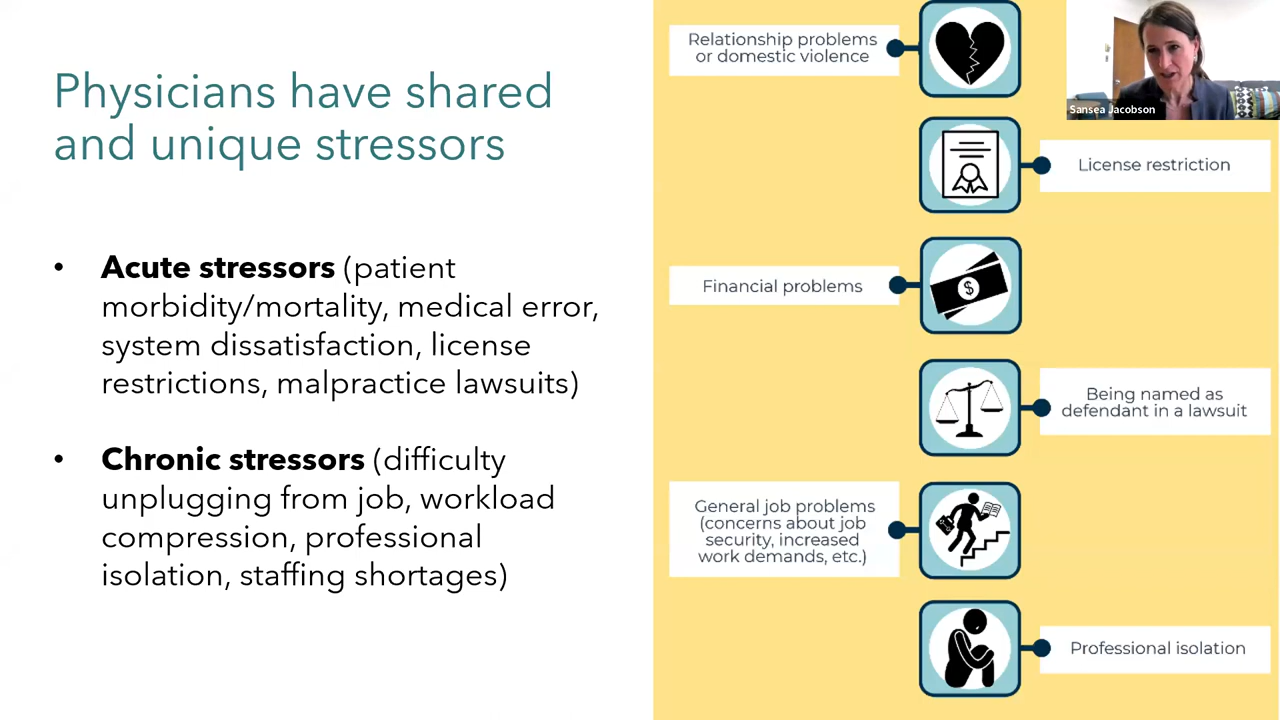 Physicians have shared
and unique stressors
• Acute stressors (patient
morbidity/mortality, medical error,
system dissatisfaction, license
restrictions, malpractice lawsuits)
• Chronic stressors (difficulty
unplugging from job, workload
compression, professional
isolation, staffing shortages)
Relationship problems
or domestic violence
License restriction
Financial problems
$
Being named as
defendant in a lawsuit
General job problems
(concerns about job
security, increased
work demands, etc.)
Professional isolation
Sansea Jacobson